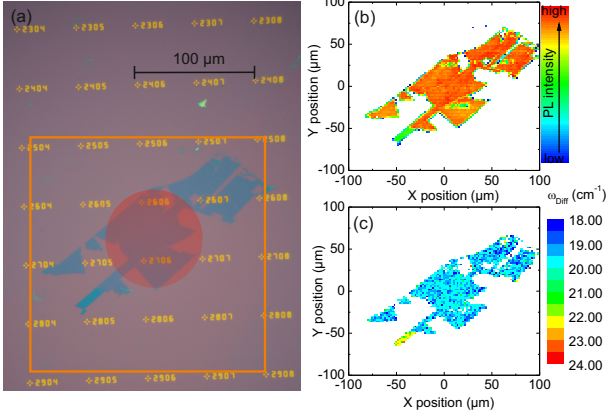 (a)
2304 2305 2306 2307 2308
100 µm
2404 2405 2406 2407 2408
2504 2505 2506 2507 2508
2604 2605 2606 2607 2608
2704 2705 2706 2707 2708
2804 2805 2806 2807 2808
2904 2905 2906 2907 2908
(b)
Y position (µm)
100
50
0
-50
-100
-100 -50 0 50 100
X position (µm)
high
PL intensity
low
(c)
Y position (µm)
100
50
0
-50
-100
-100 -50 0 50 100
X position (µm)
ωDiff (cm⁻¹)
18.00
19.00
20.00
21.00
22.00
23.00
24.00